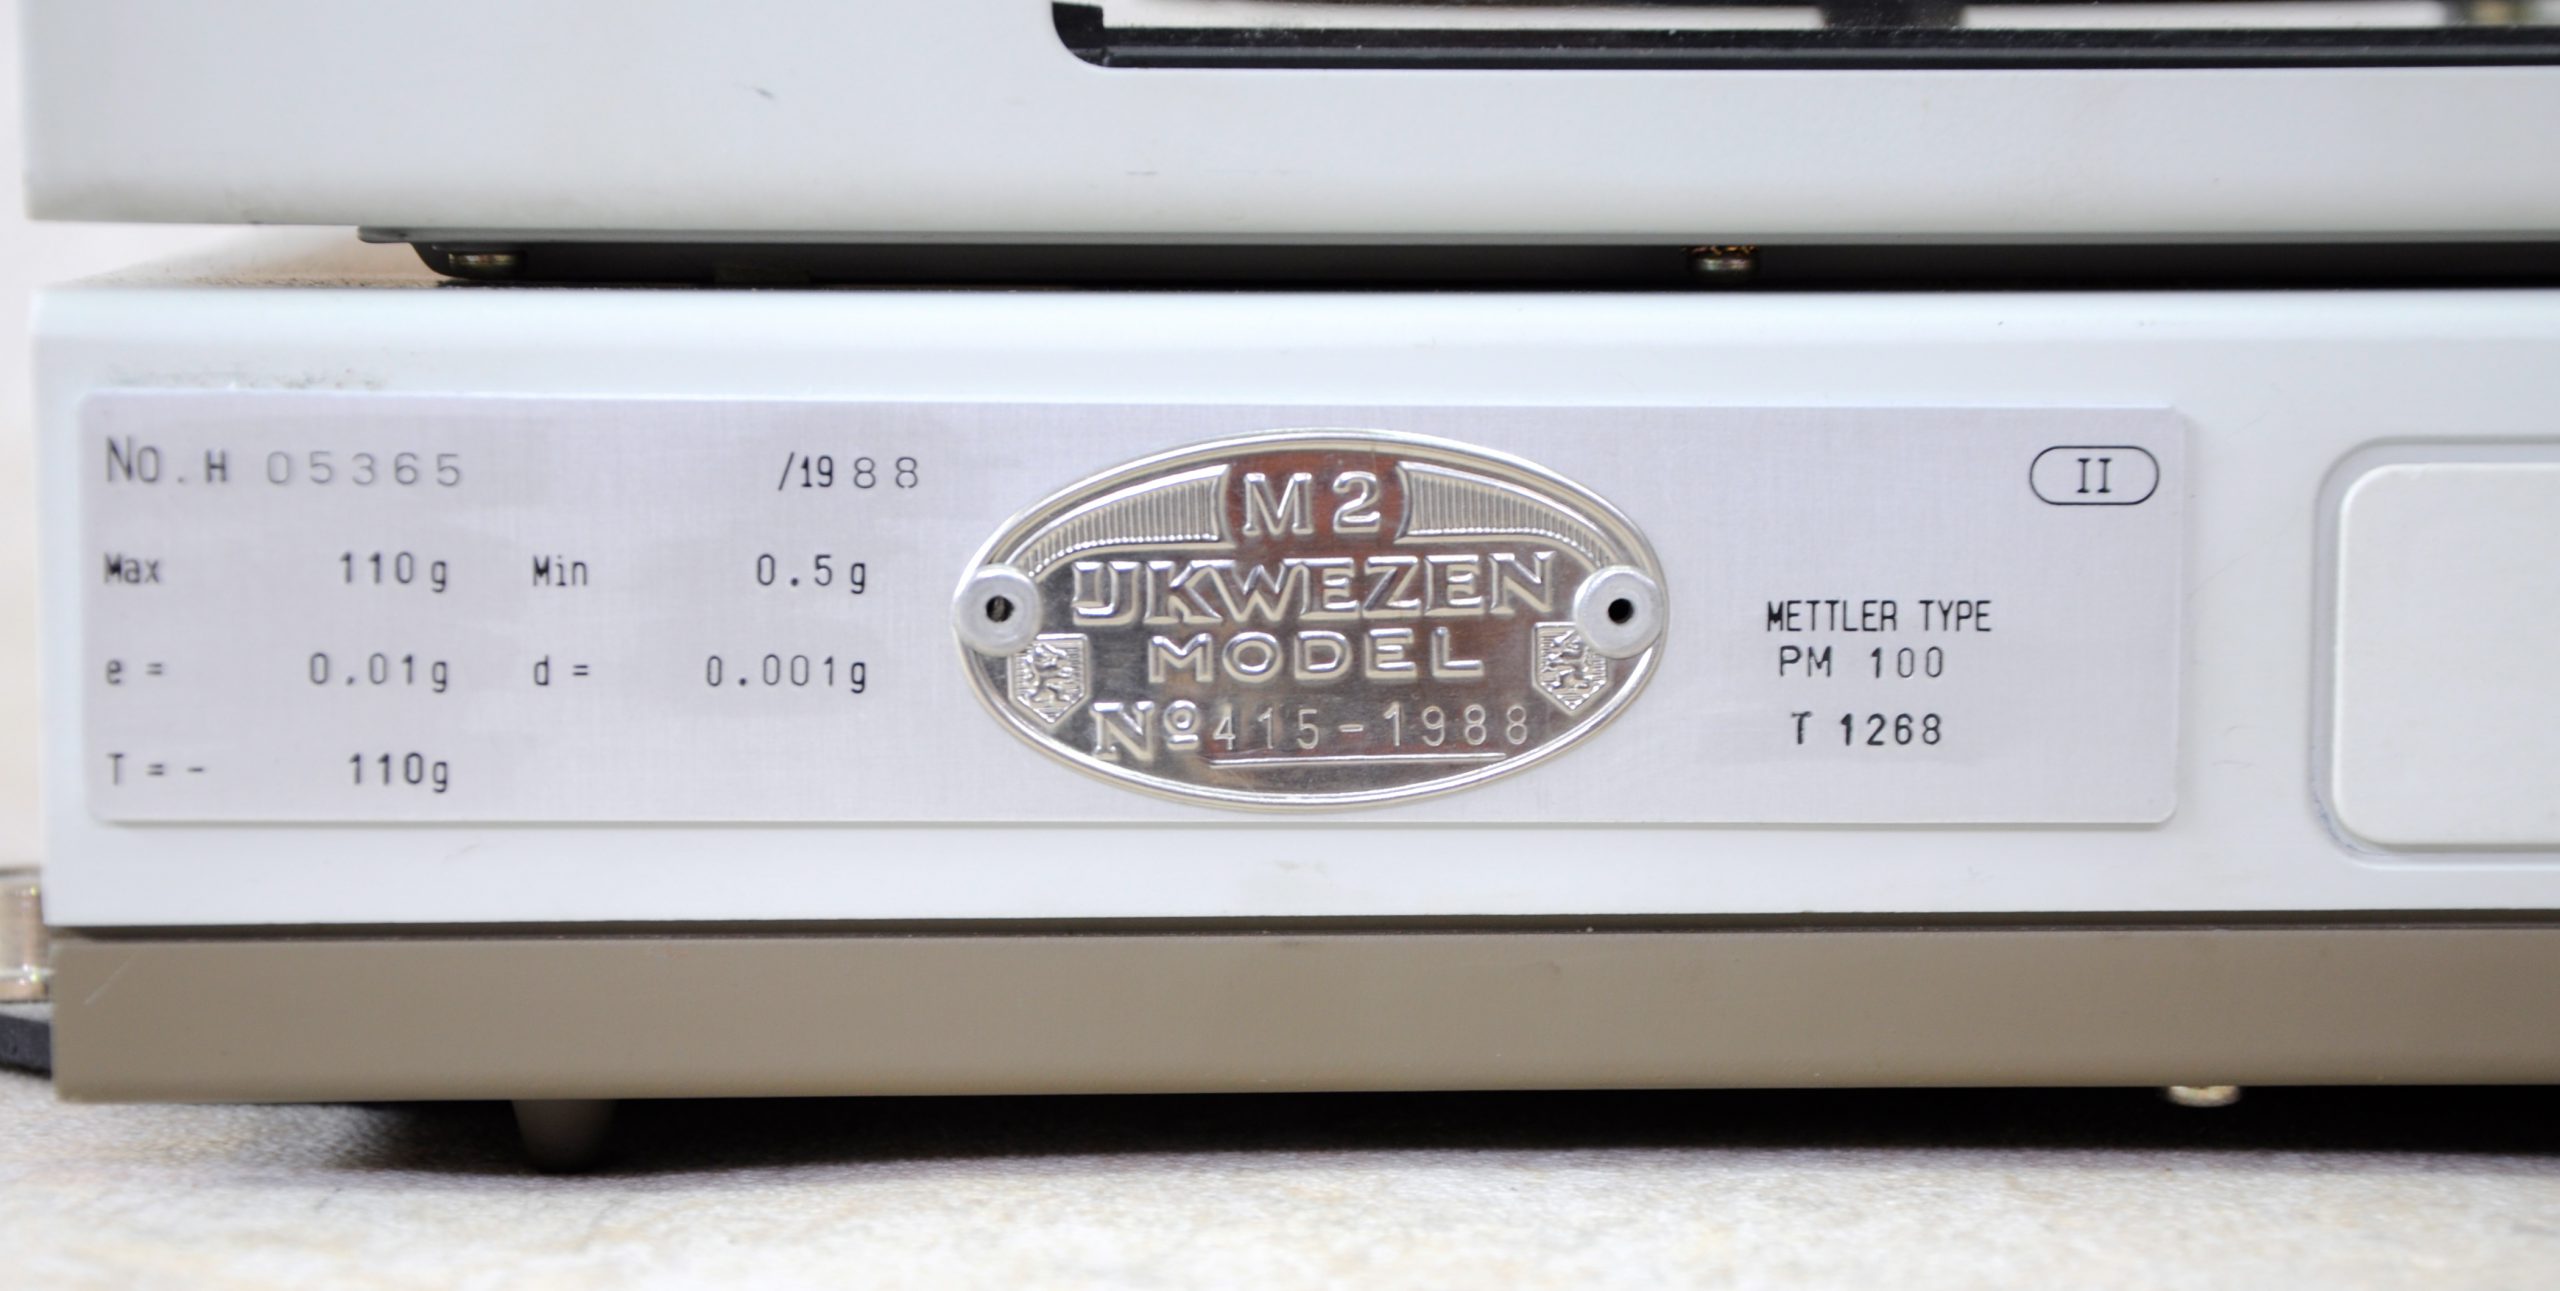 No. H 05365 /1988
Max 110g Min 0.5g
e = 0.01g d = 0.001g
T = - 110g
M2
IJKWEZEN
MODEL
Nº 415-1988
II
METTLER TYPE
PM 100
T 1268